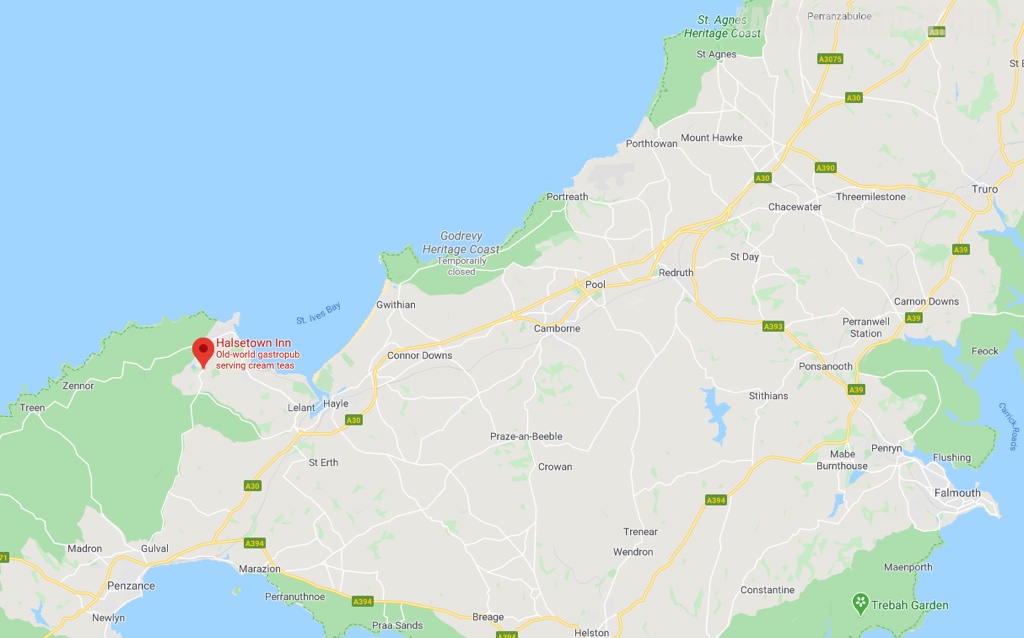 St. Agnes
Heritage Coast
Perranzabuloe
A30
St Agnes
A3075
A30
Mount Hawke
Porthtowan
A390
A30
Portreath
Threemilestone
Truro
Chacewater
Godrevy
Heritage Coast
Temporarily
closed
A39
St Day
Redruth
Pool
Gwithian
St. Ives Bay
Carnon Downs
A39
Perranwell
Station
A393
Camborne
Halsetown Inn
Old-world gastropub
serving cream teas
Connor Downs
Feock
Ponsanooth
Zennor
A39
Stithians
Treen
Lelant
Hayle
A30
Carrick Roads
Praze-an-Beeble
Penryn
Mabe
Burnthouse
Flushing
St Erth
Crowan
A30
Falmouth
A394
Trenear
Wendron
A394
Madron
Gulval
71
Marazion
Maenporth
Penzance
Constantine
Perranuthnoe
A394
Trebah Garden
Newlyn
Breage
Praa Sands
Helston
A394